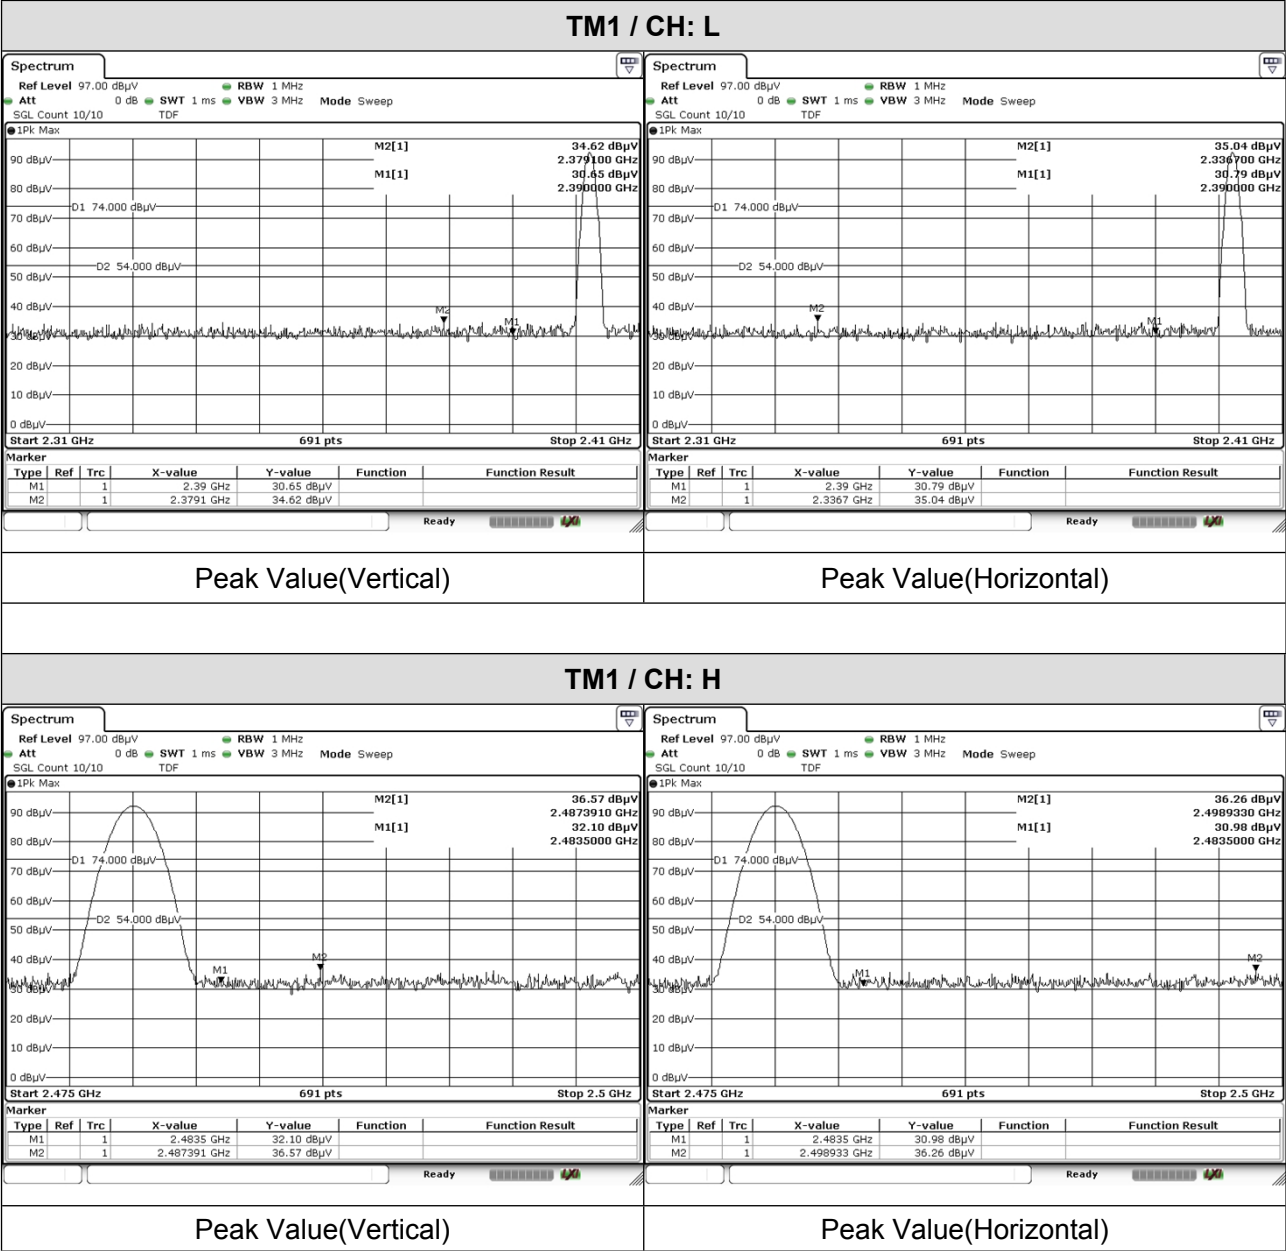 TM1 / CH: L
Spectrum
Ref Level 97.00 dBµV RBW 1 MHz
Att 0 dB SWT 1 ms VBW 3 MHz Mode Sweep
SGL Count 10/10 TDF
1Pk Max
M2[1] 34.62 dBµV
2.379100 GHz
M1[1] 30.65 dBµV
2.390000 GHz
90 dBµV
80 dBµV
D1 74.000 dBµV
70 dBµV
60 dBµV
D2 54.000 dBµV
50 dBµV
40 dBµV
M2
M1
30 dBµV
20 dBµV
10 dBµV
0 dBµV
Start 2.31 GHz 691 pts Stop 2.41 GHz
Marker
Type Ref Trc X-value Y-value Function Function Result
M1 1 2.39 GHz 30.65 dBµV
M2 1 2.3791 GHz 34.62 dBµV
Ready LXI
Peak Value(Vertical)
Spectrum
Ref Level 97.00 dBµV RBW 1 MHz
Att 0 dB SWT 1 ms VBW 3 MHz Mode Sweep
SGL Count 10/10 TDF
1Pk Max
M2[1] 35.04 dBµV
2.336700 GHz
M1[1] 30.79 dBµV
2.390000 GHz
90 dBµV
80 dBµV
D1 74.000 dBµV
70 dBµV
60 dBµV
D2 54.000 dBµV
50 dBµV
40 dBµV
M2
M1
30 dBµV
20 dBµV
10 dBµV
0 dBµV
Start 2.31 GHz 691 pts Stop 2.41 GHz
Marker
Type Ref Trc X-value Y-value Function Function Result
M1 1 2.39 GHz 30.79 dBµV
M2 1 2.3367 GHz 35.04 dBµV
Ready LXI
Peak Value(Horizontal)
TM1 / CH: H
Spectrum
Ref Level 97.00 dBµV RBW 1 MHz
Att 0 dB SWT 1 ms VBW 3 MHz Mode Sweep
SGL Count 10/10 TDF
1Pk Max
M2[1] 36.57 dBµV
2.4873910 GHz
M1[1] 32.10 dBµV
2.4835000 GHz
90 dBµV
80 dBµV
D1 74.000 dBµV
70 dBµV
60 dBµV
D2 54.000 dBµV
50 dBµV
40 dBµV
M2
M1
30 dBµV
20 dBµV
10 dBµV
0 dBµV
Start 2.475 GHz 691 pts Stop 2.5 GHz
Marker
Type Ref Trc X-value Y-value Function Function Result
M1 1 2.4835 GHz 32.10 dBµV
M2 1 2.487391 GHz 36.57 dBµV
Ready LXI
Peak Value(Vertical)
Spectrum
Ref Level 97.00 dBµV RBW 1 MHz
Att 0 dB SWT 1 ms VBW 3 MHz Mode Sweep
SGL Count 10/10 TDF
1Pk Max
M2[1] 36.26 dBµV
2.4989330 GHz
M1[1] 30.98 dBµV
2.4835000 GHz
90 dBµV
80 dBµV
D1 74.000 dBµV
70 dBµV
60 dBµV
D2 54.000 dBµV
50 dBµV
40 dBµV
M2
M1
30 dBµV
20 dBµV
10 dBµV
0 dBµV
Start 2.475 GHz 691 pts Stop 2.5 GHz
Marker
Type Ref Trc X-value Y-value Function Function Result
M1 1 2.4835 GHz 30.98 dBµV
M2 1 2.498933 GHz 36.26 dBµV
Ready LXI
Peak Value(Horizontal)